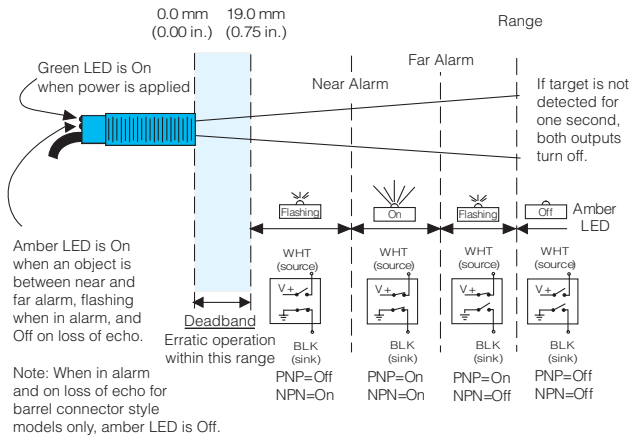 0.0 mm
(0.00 in.)
19.0 mm
(0.75 in.)
Range
Far Alarm
Near Alarm
Green LED is On
when power is applied
If target is not
detected for
one second,
both outputs
turn off.
Flashing
On
Flashing
Off
Amber
LED
Amber LED is On
when an object is
between near and
far alarm, flashing
when in alarm, and
Off on loss of echo.
Note: When in alarm
and on loss of echo for
barrel connector style
models only, amber LED is Off.
Deadband
Erratic operation
within this range
WHT
(source)
V+
BLK
(sink)
PNP=Off
NPN=On
WHT
(source)
V+
BLK
(sink)
PNP=On
NPN=On
WHT
(source)
V+
BLK
(sink)
PNP=On
NPN=Off
WHT
(source)
V+
BLK
(sink)
PNP=Off
NPN=Off